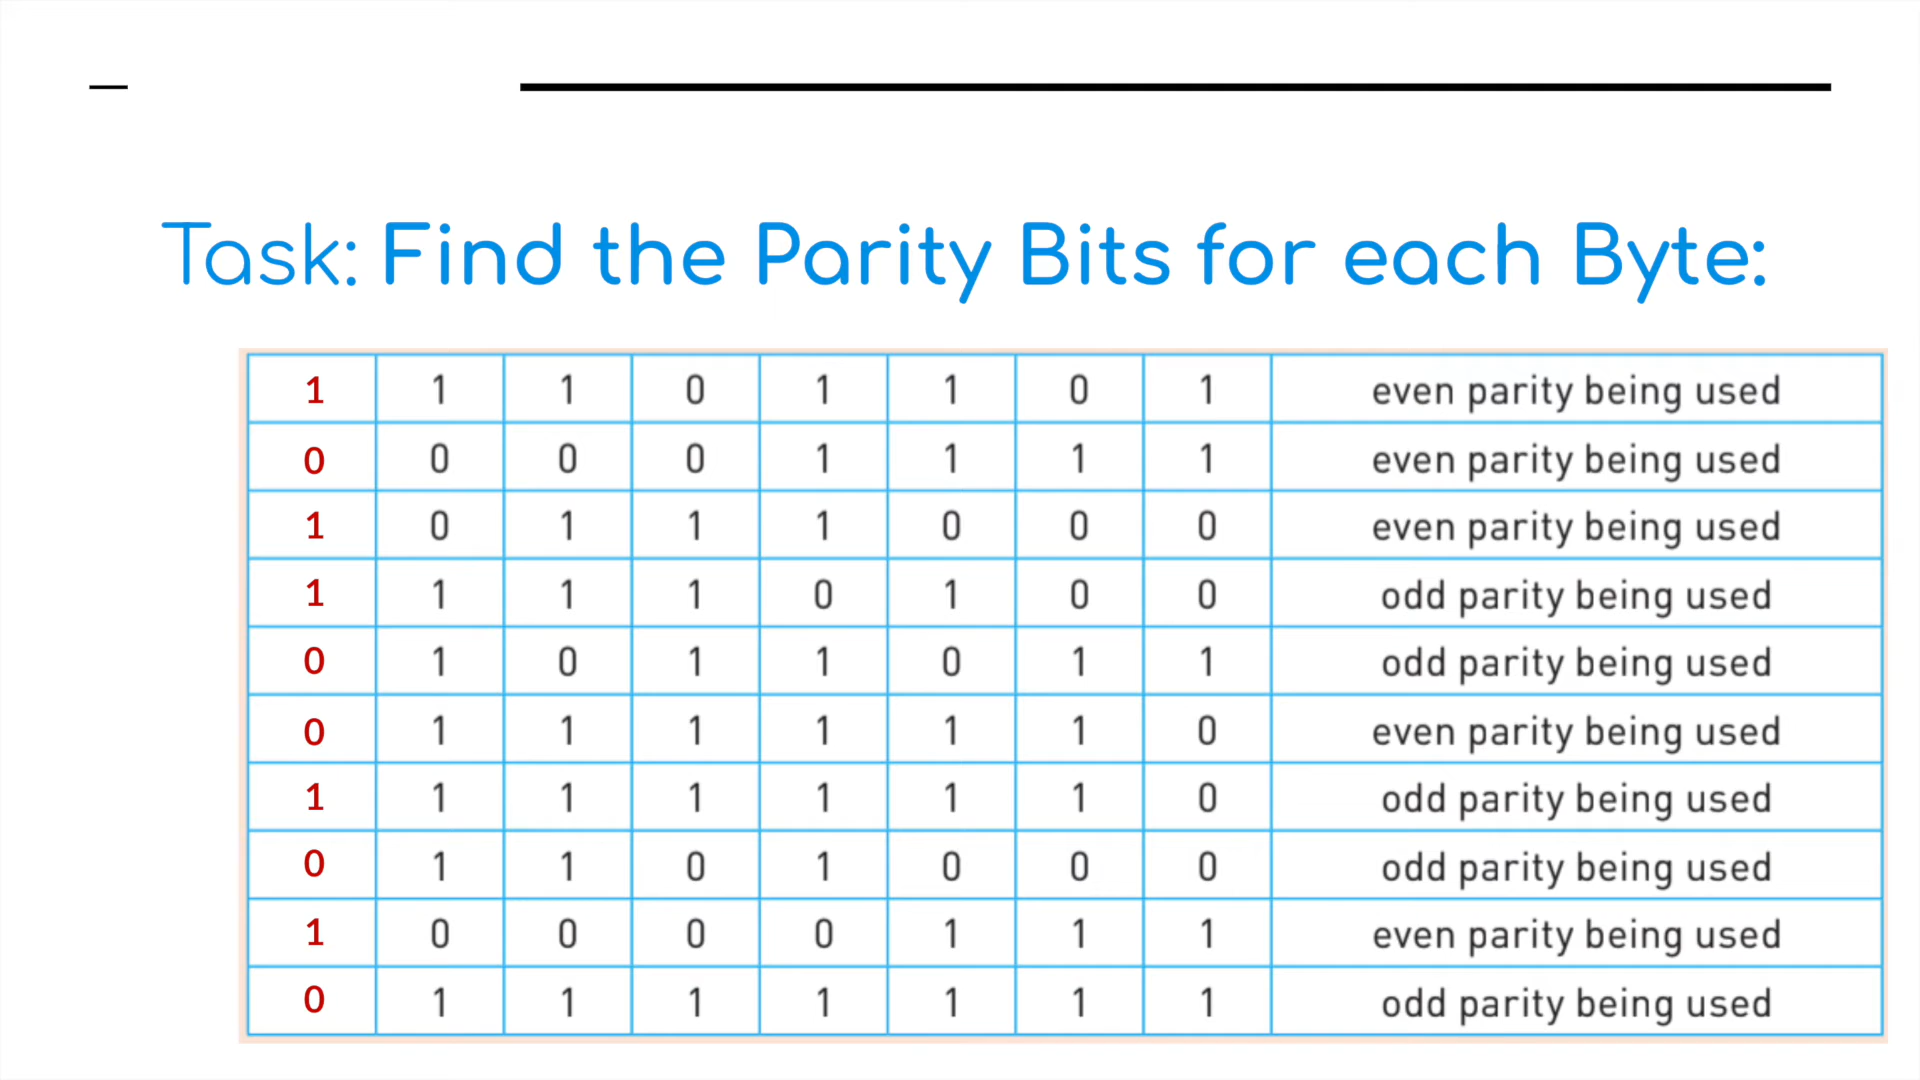 Task: Find the Parity Bits for each Byte:
1 1 1 0 1 1 0 1 even parity being used
0 0 0 0 1 1 1 1 even parity being used
1 0 1 1 1 0 0 0 even parity being used
1 1 1 1 0 1 0 0 odd parity being used
0 1 0 1 1 0 1 1 odd parity being used
0 1 1 1 1 1 1 0 even parity being used
1 1 1 1 1 1 1 0 odd parity being used
0 1 1 0 1 0 0 0 odd parity being used
1 0 0 0 0 1 1 1 even parity being used
0 1 1 1 1 1 1 1 odd parity being used